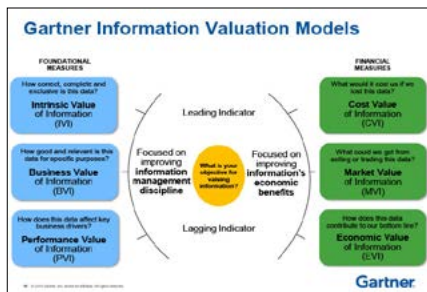 Gartner Information Valuation Models
FOUNDATIONAL
MEASURES
How correct, complete and
exclusive is this data?
Intrinsic Value
of Information
(IVI)
How good and relevant is this
data for specific purposes?
Business Value
of Information
(BVI)
How does this data affect key
business drivers?
Performance Value
of Information
(PVI)
Leading Indicator
Focused on
improving
information
management
discipline
What is your
objective for
valuing
information?
Focused on
improving
information's
economic
benefits
Lagging Indicator
FINANCIAL
MEASURES
What would it cost us if we
lost this data?
Cost Value
of Information
(CVI)
What could we get from
selling or trading this data?
Market Value
of Information
(MVI)
How does this data
contribute to our bottom line?
Economic Value
of Information
(EVI)
Gartner